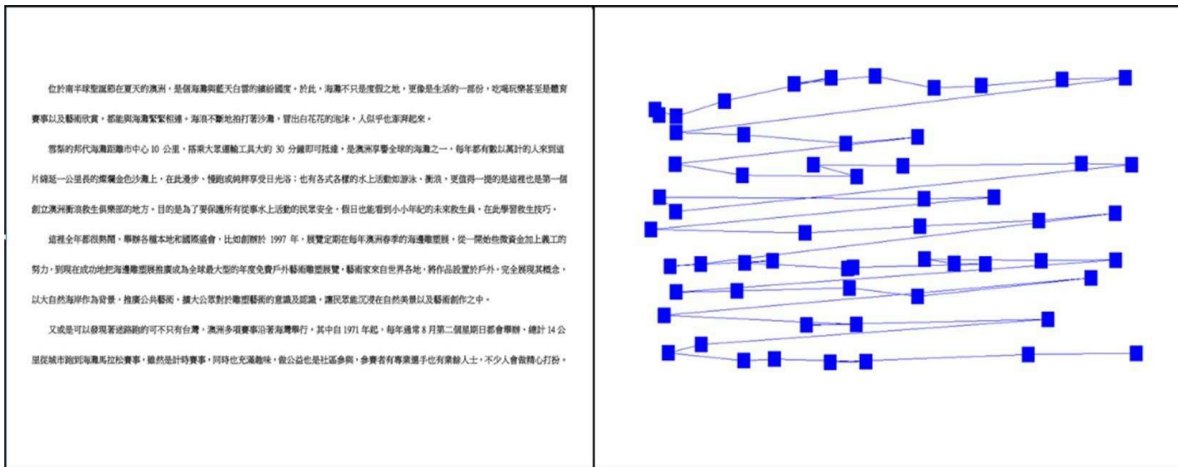 位於南半球聖誕節在夏天的澳洲，是個海灘與藍天白雲的繽紛國度。於此，海灘不只是度假之地，更像是生活的一部份，吃喝玩樂甚至是體育
賽事以及藝術欣賞，都能與海灘緊緊相連。海浪不斷地拍打著沙灘，冒出白花花的泡沫，人似乎也澎湃起來。
雪梨的邦代海灘距離市中心 10 公里，搭乘大眾運輸工具大約 30 分鐘即可抵達，是澳洲享譽全球的海灘之一，每年都有數以萬計的人來到這
片綿延一公里長的燦爛金色沙灘上，在此漫步、慢跑或純粹享受日光浴；也有各式各樣的水上活動如游泳、衝浪，更值得一提的是這裡也是第一個
創立澳洲衝浪救生俱樂部的地方。目的是為了要保護所有從事水上活動的民眾安全。假日也能看到小小年紀的未來救生員，在此學習救生技巧。
這裡全年都很熱鬧，舉辦各種本地和國際盛會，比如創辦於 1997 年，展覽定期在每年澳洲春季的海邊雕塑展，從一開始些微資金加上義工的
努力，到現在成功地把海邊雕塑展推廣成為全球最大型的年度免費戶外藝術雕塑展覽，藝術家來自世界各地，將作品設置於戶外，完全展現其概念，
以大自然海岸作為背景，推廣公共藝術，擴大公眾對於雕塑藝術的意識及認識，讓民眾能沉浸在自然美景以及藝術創作之中。
又或是可以發現著迷路跑的可不只有台灣，澳洲多項賽事沿著海灣舉行，其中自 1971 年起，每年通常 8 月第二個星期日都會舉辦、總計 14 公
里從城市跑到海灘馬拉松賽事，雖然是計時賽事，同時也充滿趣味，做公益也是社區參與，參賽者有專業選手也有業餘人士，不少人會做精心打扮。